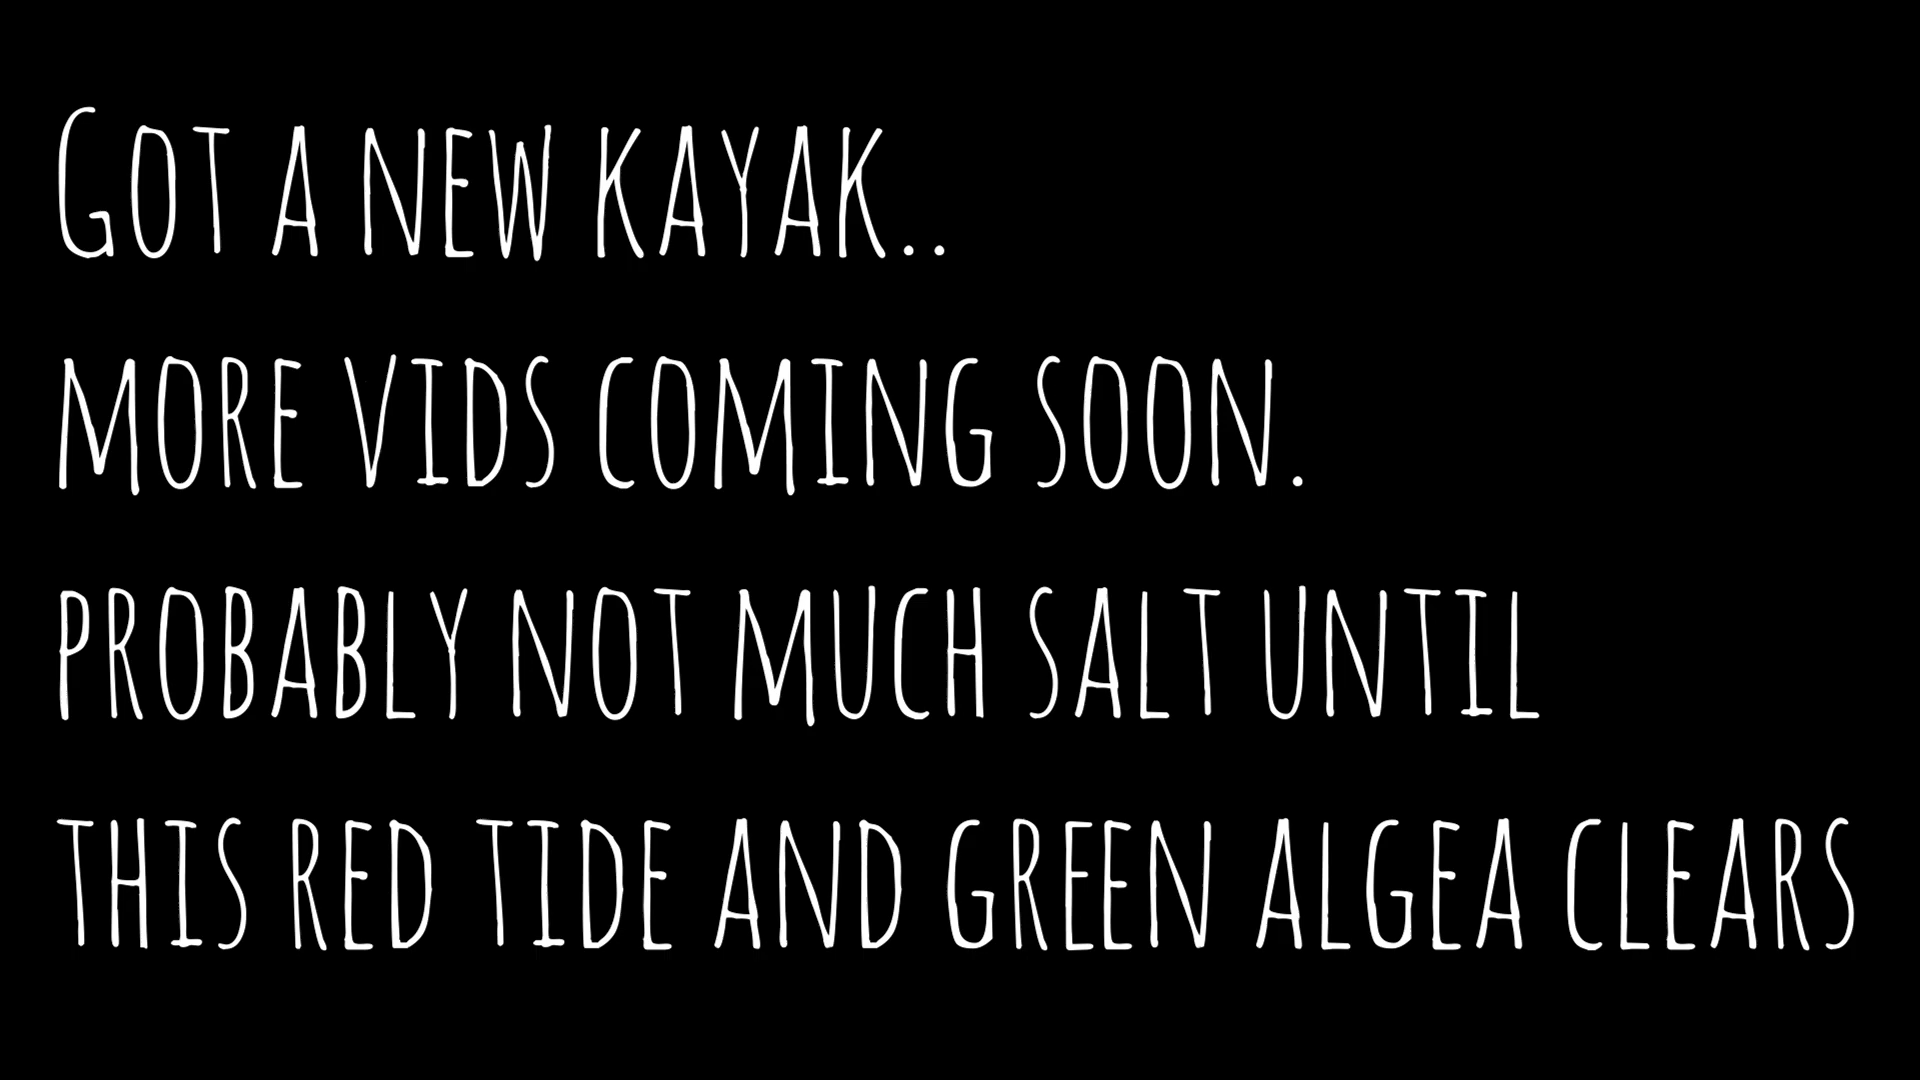 Got a new kayak..
more vids coming soon.
probably not much salt until
this red tide and green algea clears